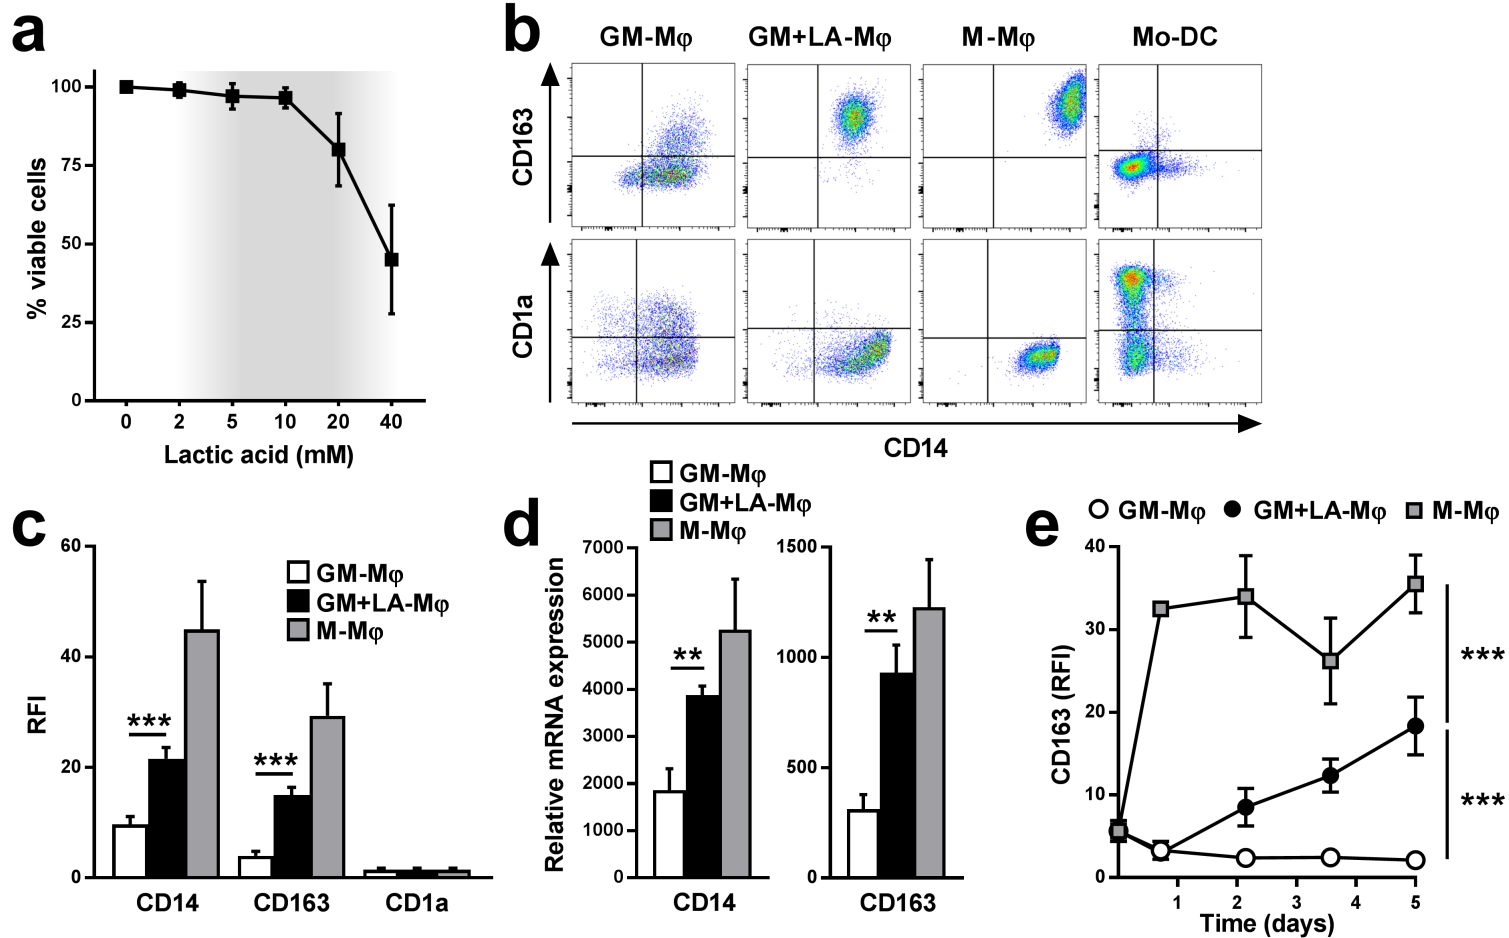 a
100
75
50
25
0
% viable cells
0 2 5 10 20 40
Lactic acid (mM)
b
GM-Mφ GM+LA-Mφ M-Mφ Mo-DC
CD163
CD1a
CD14
c
60
40
20
0
RFI
GM-Mφ
GM+LA-Mφ
M-Mφ
***
***
CD14 CD163 CD1a
d
GM-Mφ
GM+LA-Mφ
M-Mφ
Relative mRNA expression
7000
6000
5000
4000
3000
2000
1000
0
**
CD14
1500
1000
500
0
**
CD163
e
GM-Mφ GM+LA-Mφ M-Mφ
40
30
20
10
0
CD163 (RFI)
***
***
1 2 3 4 5
Time (days)